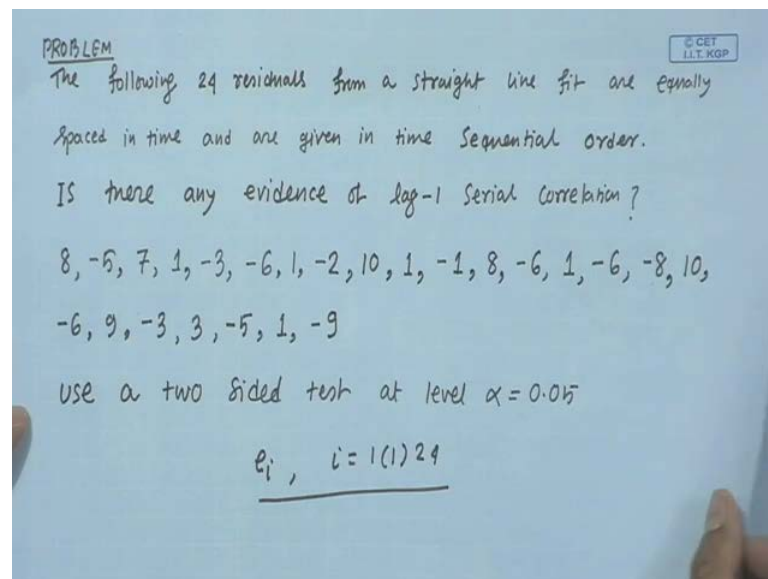 PROBLEM
© CET
I.I.T. KGP
The following 24 residuals from a straight line fit are equally
spaced in time and are given in time sequential order.
IS there any evidence of lag-1 serial correlation?
8, -5, 7, 1, -3, -6, 1, -2, 10, 1, -1, 8, -6, 1, -6, -8, 10,
-6, 9, -3, 3, -5, 1, -9
use a two sided test at level α = 0.05
ei, i = 1(1)24